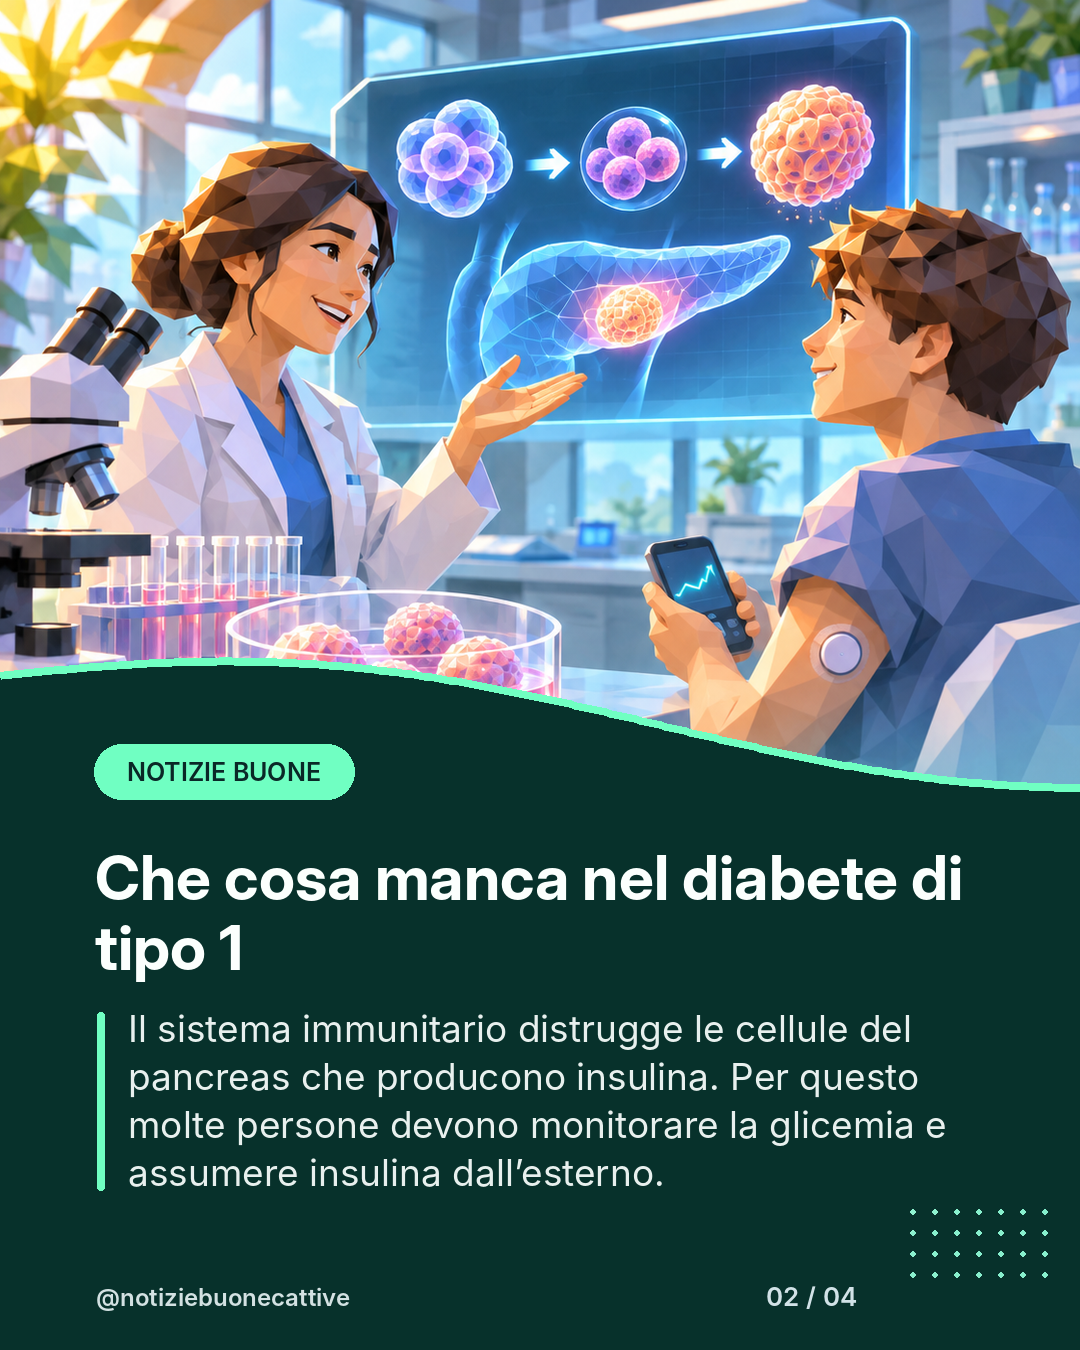 NOTIZIE BUONE
Che cosa manca nel diabete di
tipo 1
Il sistema immunitario distrugge le cellule del
pancreas che producono insulina. Per questo
molte persone devono monitorare la glicemia e
assumere insulina dall’esterno.
@notiziebuonecattive
02 / 04